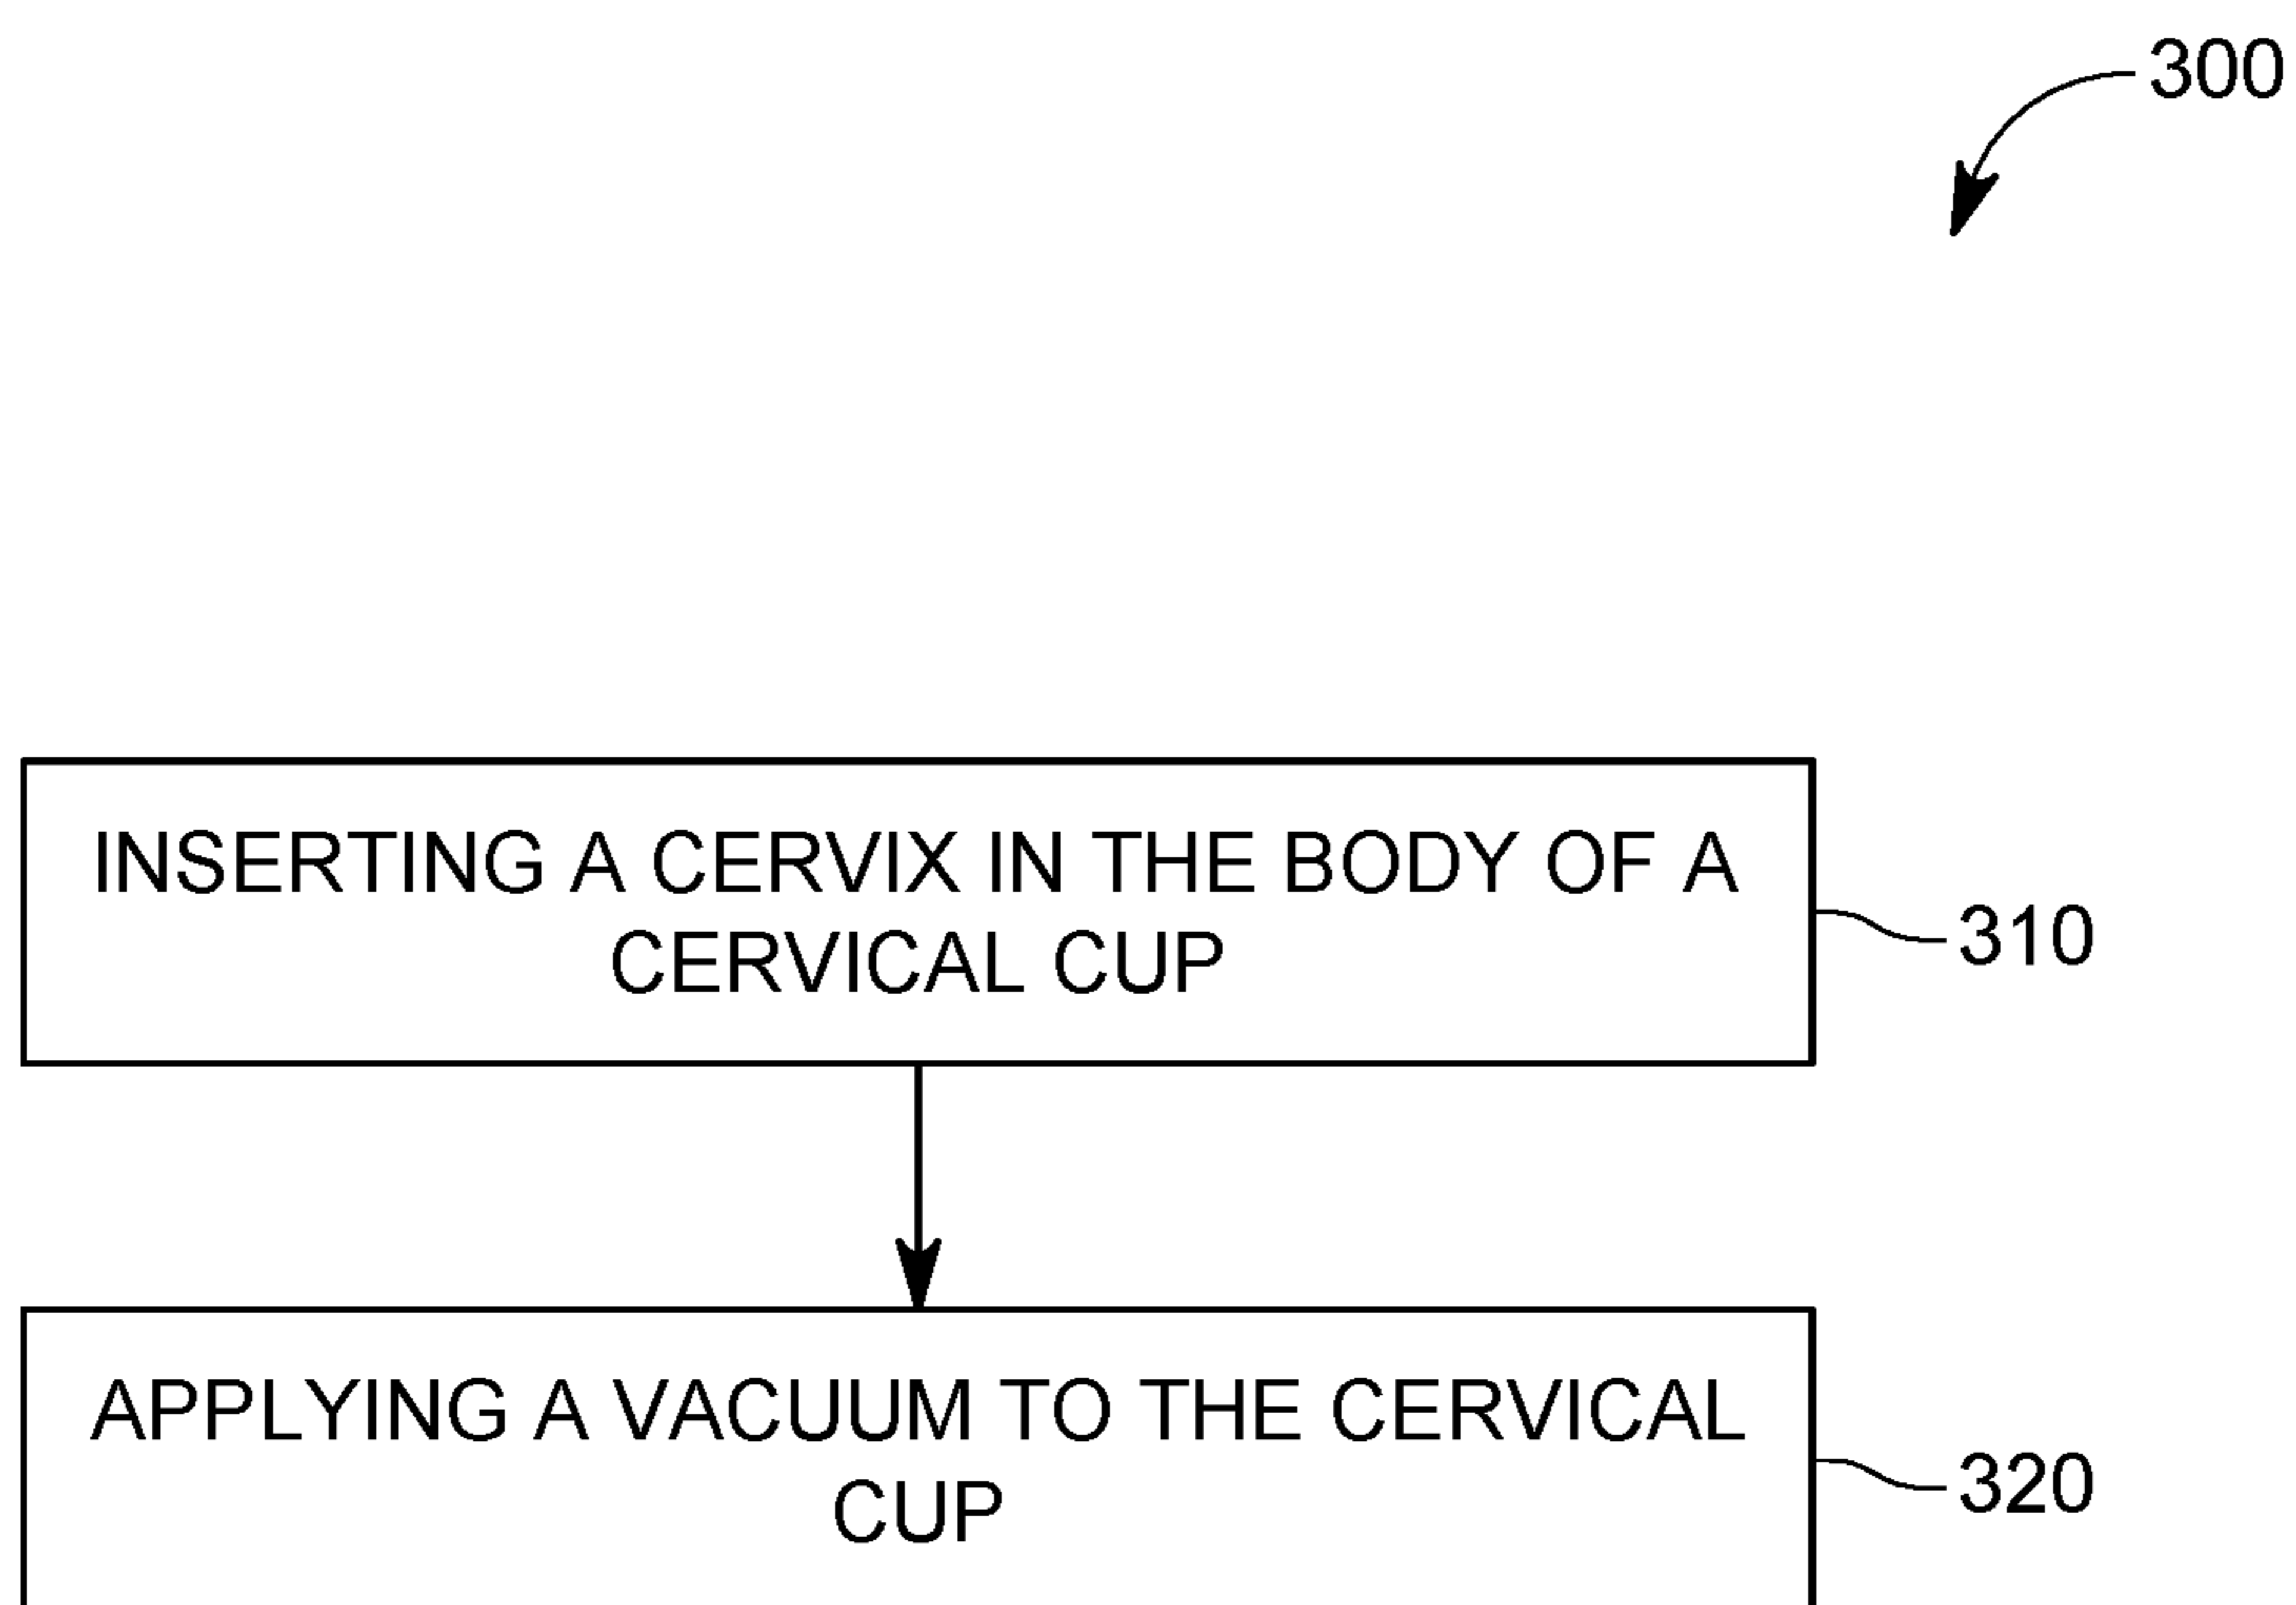 300
INSERTING A CERVIX IN THE BODY OF A
CERVICAL CUP
310
APPLYING A VACUUM TO THE CERVICAL
CUP
320